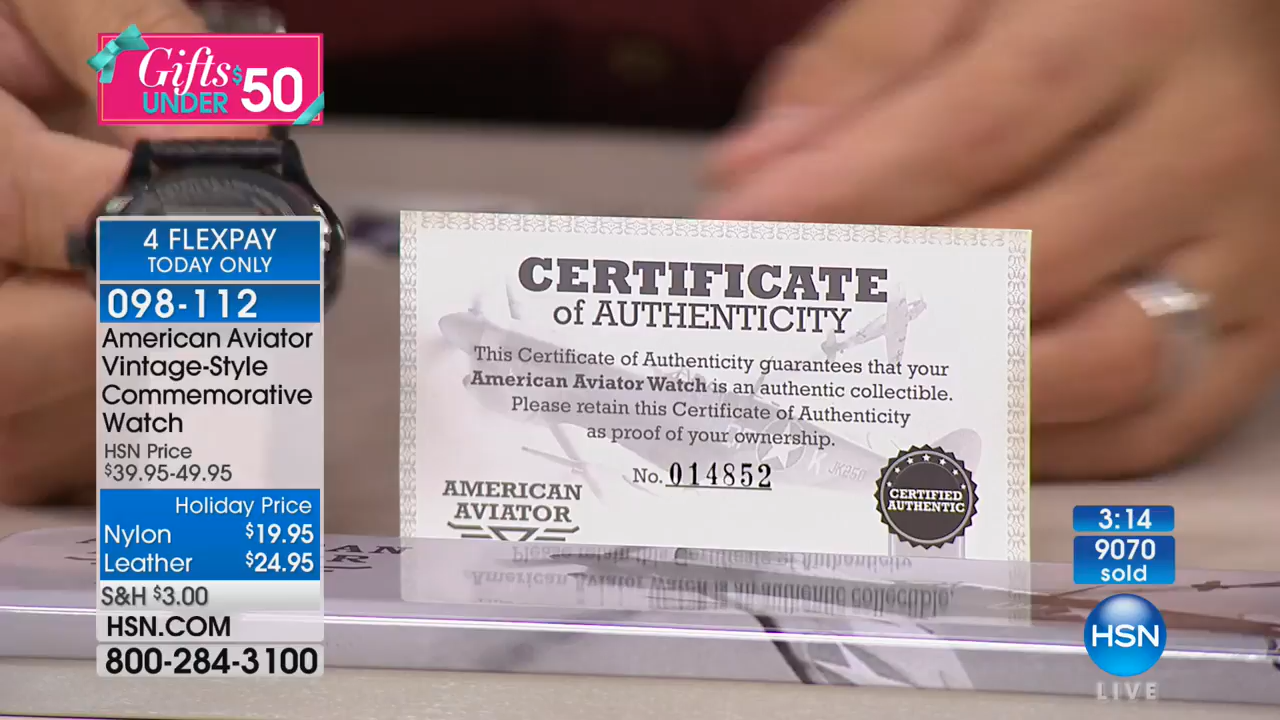 Gifts
UNDER $50
4 FLEXPAY
TODAY ONLY
098-112
American Aviator
Vintage-Style
Commemorative
Watch
HSN Price
$39.95-49.95
Holiday Price
Nylon $19.95
Leather $24.95
S&H $3.00
HSN.COM
800-284-3100
CERTIFICATE
of AUTHENTICITY
This Certificate of Authenticity guarantees that your
American Aviator Watch is an authentic collectible.
Please retain this Certificate of Authenticity
as proof of your ownership.
No. 014852
AMERICAN
AVIATOR
CERTIFIED
AUTHENTIC
JK250
3:14
9070
sold
HSN
LIVE